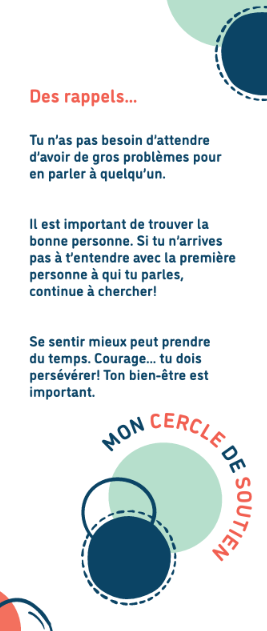 Des rappels...
Tu n'as pas besoin d'attendre
d'avoir de gros problèmes pour
en parler à quelqu'un.
Il est important de trouver la
bonne personne. Si tu n'arrives
pas à t'entendre avec la première
personne à qui tu parles,
continue à chercher!
Se sentir mieux peut prendre
du temps. Courage... tu dois
persévérer! Ton bien-être est
important.
MON CERCLE DE SOUTIEN